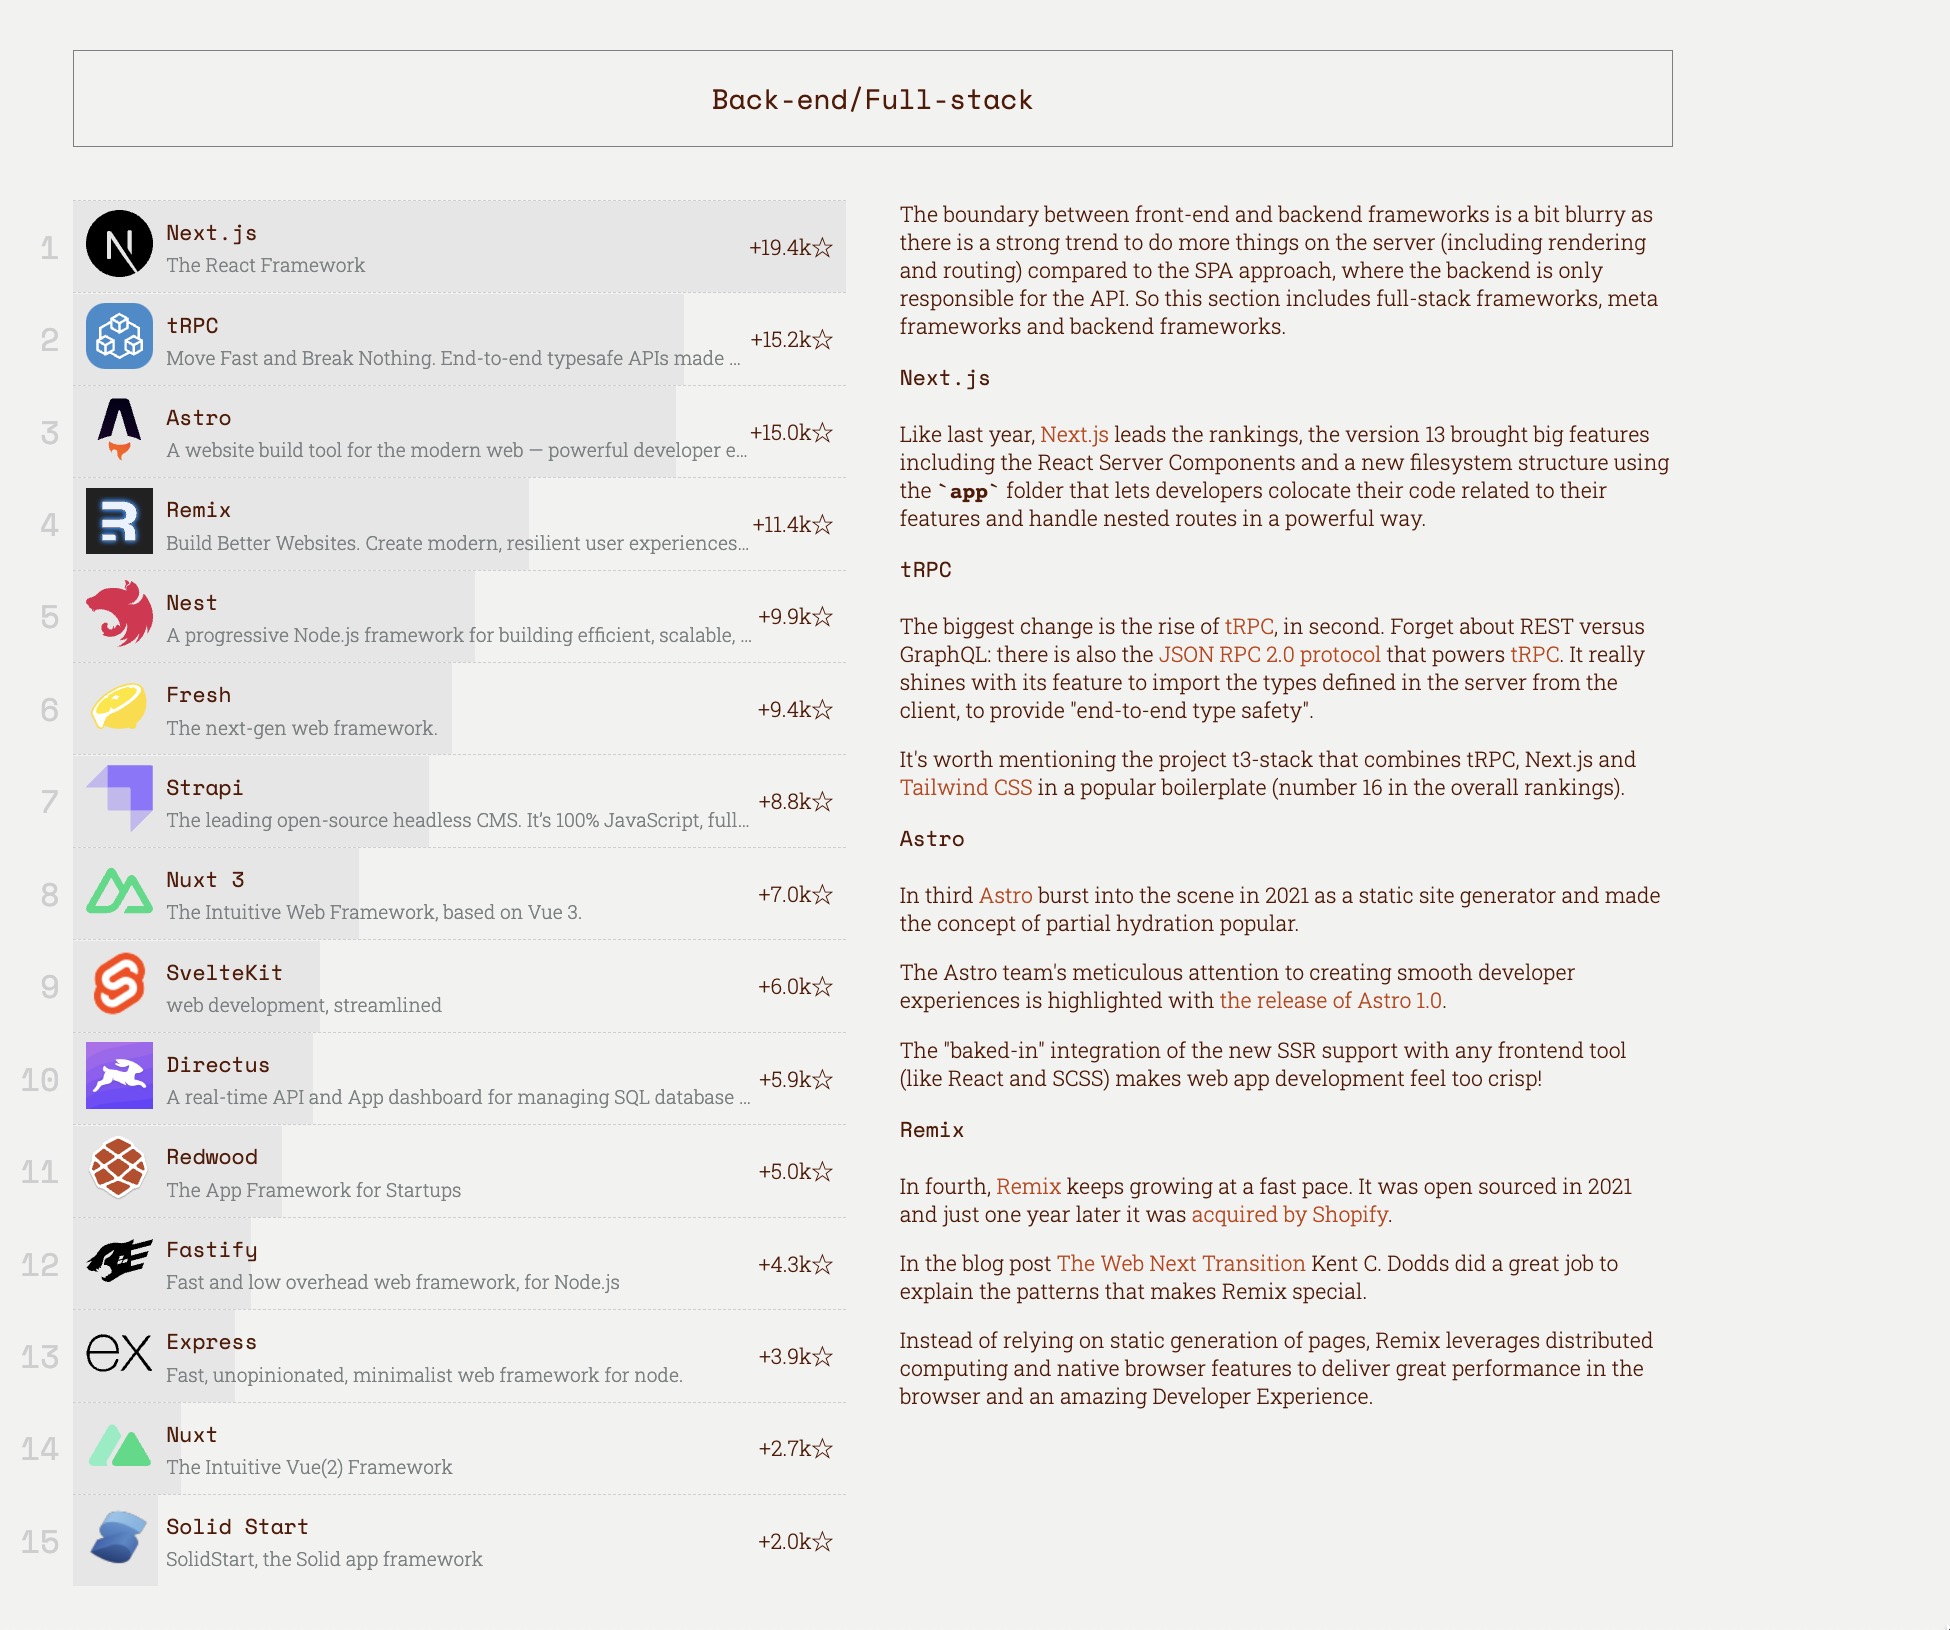 Back-end/Full-stack
1
Next.js
The React Framework
+19.4k☆
2
tRPC
Move Fast and Break Nothing. End-to-end typesafe APIs made ...
+15.2k☆
3
Astro
A website build tool for the modern web — powerful developer e...
+15.0k☆
4
Remix
Build Better Websites. Create modern, resilient user experiences...
+11.4k☆
5
Nest
A progressive Node.js framework for building efficient, scalable, ...
+9.9k☆
6
Fresh
The next-gen web framework.
+9.4k☆
7
Strapi
The leading open-source headless CMS. It’s 100% JavaScript, full...
+8.8k☆
8
Nuxt 3
The Intuitive Web Framework, based on Vue 3.
+7.0k☆
9
SvelteKit
web development, streamlined
+6.0k☆
10
Directus
A real-time API and App dashboard for managing SQL database ...
+5.9k☆
11
Redwood
The App Framework for Startups
+5.0k☆
12
Fastify
Fast and low overhead web framework, for Node.js
+4.3k☆
13
ex
Express
Fast, unopinionated, minimalist web framework for node.
+3.9k☆
14
Nuxt
The Intuitive Vue(2) Framework
+2.7k☆
15
Solid Start
SolidStart, the Solid app framework
+2.0k☆
The boundary between front-end and backend frameworks is a bit blurry as
there is a strong trend to do more things on the server (including rendering
and routing) compared to the SPA approach, where the backend is only
responsible for the API. So this section includes full-stack frameworks, meta
frameworks and backend frameworks.
Next.js
Like last year, Next.js leads the rankings, the version 13 brought big features
including the React Server Components and a new filesystem structure using
the `app` folder that lets developers colocate their code related to their
features and handle nested routes in a powerful way.
tRPC
The biggest change is the rise of tRPC, in second. Forget about REST versus
GraphQL: there is also the JSON RPC 2.0 protocol that powers tRPC. It really
shines with its feature to import the types defined in the server from the
client, to provide "end-to-end type safety".
It's worth mentioning the project t3-stack that combines tRPC, Next.js and
Tailwind CSS in a popular boilerplate (number 16 in the overall rankings).
Astro
In third Astro burst into the scene in 2021 as a static site generator and made
the concept of partial hydration popular.
The Astro team's meticulous attention to creating smooth developer
experiences is highlighted with the release of Astro 1.0.
The "baked-in" integration of the new SSR support with any frontend tool
(like React and SCSS) makes web app development feel too crisp!
Remix
In fourth, Remix keeps growing at a fast pace. It was open sourced in 2021
and just one year later it was acquired by Shopify.
In the blog post The Web Next Transition Kent C. Dodds did a great job to
explain the patterns that makes Remix special.
Instead of relying on static generation of pages, Remix leverages distributed
computing and native browser features to deliver great performance in the
browser and an amazing Developer Experience.